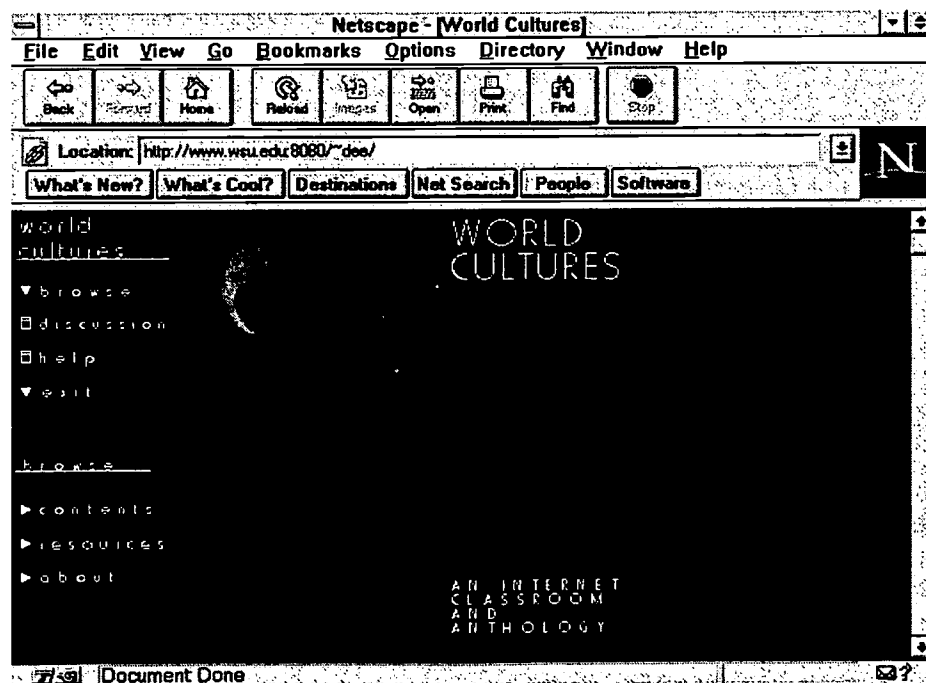 Netscape - [World Cultures]
File Edit View Go Bookmarks Options Directory Window Help
Back Forward Home Reload Images Open Print Find Stop
Location: http://www.wsu.edu:8080/~dee/
N
What's New? What's Cool? Destinations Net Search People Software
world
cultures
WORLD
CULTURES
browse
discussion
help
exit
browse
contents
resources
about
AN INTERNET
CLASSROOM
AND
ANTHOLOGY
Document Done